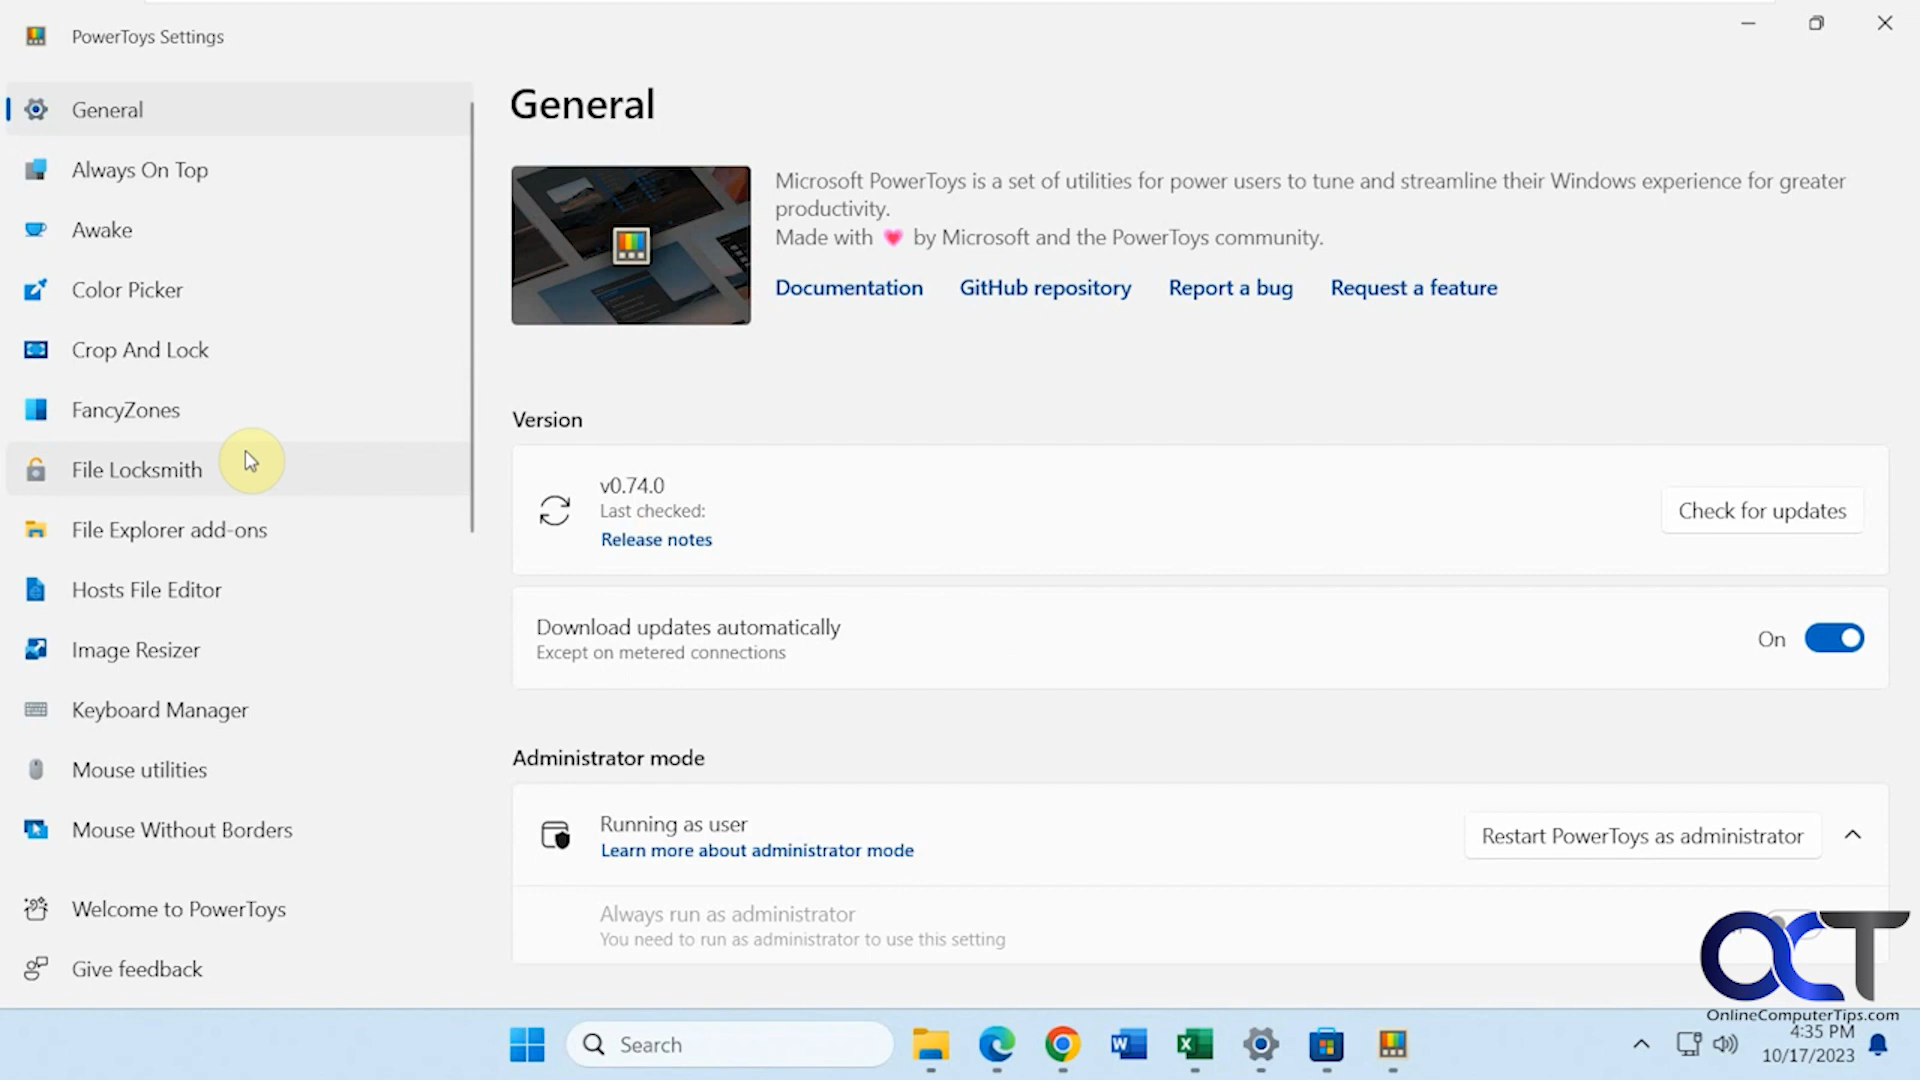 PowerToys Settings
General
Always On Top
Awake
Color Picker
Crop And Lock
FancyZones
File Locksmith
File Explorer add-ons
Hosts File Editor
Image Resizer
Keyboard Manager
Mouse utilities
Mouse Without Borders
Welcome to PowerToys
Give feedback
General
Microsoft PowerToys is a set of utilities for power users to tune and streamline their Windows experience for greater
productivity.
Made with 💗 by Microsoft and the PowerToys community.
Documentation GitHub repository Report a bug Request a feature
Version
v0.74.0
Last checked:
Release notes
Check for updates
Download updates automatically
Except on metered connections
On
Administrator mode
Running as user
Learn more about administrator mode
Restart PowerToys as administrator
Always run as administrator
You need to run as administrator to use this setting
OCT
OnlineComputerTips.com
Search
4:35 PM
10/17/2023